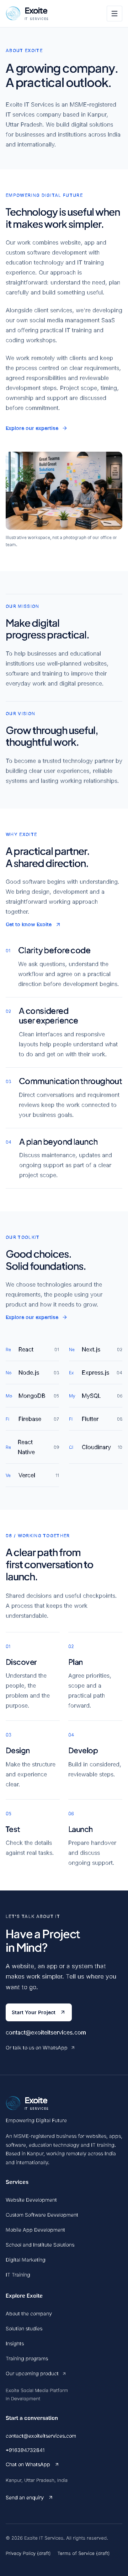 Exoite
IT SERVICES
ABOUT EXOITE
A growing company.
A practical outlook.
Exoite IT Services is an MSME-registered
IT services company based in Kanpur,
Uttar Pradesh. We build digital solutions
for businesses and institutions across India
and internationally.
EMPOWERING DIGITAL FUTURE
Technology is useful when
it makes work simpler.
Our work combines website, app and
custom software development with
education technology and IT training
experience. Our approach is
straightforward: understand the need, plan
carefully and build something useful.
Alongside client services, we're developing
our own social media management SaaS
and offering practical IT training and
coding workshops.
We work remotely with clients and keep
the process centred on clear requirements,
agreed responsibilities and reviewable
development steps. Project scope, timing,
ownership and support are discussed
before commitment.
Explore our expertise →
Illustrative workspace, not a photograph of our office or
team.
OUR MISSION
Make digital
progress practical.
To help businesses and educational
institutions use well-planned websites,
software and training to improve their
everyday work and digital presence.
OUR VISION
Grow through useful,
thoughtful work.
To become a trusted technology partner by
building clear user experiences, reliable
systems and lasting working relationships.
WHY EXOITE
A practical partner.
A shared direction.
Good software begins with understanding.
We bring design, development and a
straightforward working approach
together.
Get to know Exoite ↗
01 Clarity before code
We ask questions, understand the
workflow and agree on a practical
direction before development begins.
02 A considered
user experience
Clean interfaces and responsive
layouts help people understand what
to do and get on with their work.
03 Communication throughout
Direct conversations and requirement
reviews keep the work connected to
your business goals.
04 A plan beyond launch
Discuss maintenance, updates and
ongoing support as part of a clear
project scope.
OUR TOOLKIT
Good choices.
Solid foundations.
We choose technologies around the
requirements, the people using the
product and how it needs to grow.
Explore our expertise →
Re React 01 Ne Next.js 02
No Node.js 03 Ex Express.js 04
Mo MongoDB 05 My MySQL 06
Fi Firebase 07 Fl Flutter 08
Re React Native 09 Cl Cloudinary 10
Ve Vercel 11
08 / WORKING TOGETHER
A clear path from
first conversation to
launch.
Shared decisions and useful checkpoints.
A process that keeps the work
understandable.
01
Discover
Understand the
people, the
problem and the
purpose.
02
Plan
Agree priorities,
scope and a
practical path
forward.
03
Design
Make the structure
and experience
clear.
04
Develop
Build in considered,
reviewable steps.
05
Test
Check the details
against real tasks.
06
Launch
Prepare handover
and discuss
ongoing support.
LET'S TALK ABOUT IT
Have a Project
in Mind?
A website, an app or a system that
makes work simpler. Tell us where you
want to go.
Start Your Project ↗
contact@exoiteitservices.com
Or talk to us on WhatsApp ↗
Exoite
IT SERVICES
Empowering Digital Future
An MSME-registered business for websites, apps,
software, education technology and IT training.
Based in Kanpur, working remotely across India
and internationally.
Services
Website Development
Custom Software Development
Mobile App Development
School and Institute Solutions
Digital Marketing
IT Training
Explore Exoite
About the company
Solution studies
Insights
Training programs
Our upcoming product ↗
Exoite Social Media Platform
In Development
Start a conversation
contact@exoiteitservices.com
+916394732841
Chat on WhatsApp ↗
Kanpur, Uttar Pradesh, India
Send an enquiry ↗
© 2026 Exoite IT Services. All rights reserved.
Privacy Policy (draft) Terms of Service (draft)